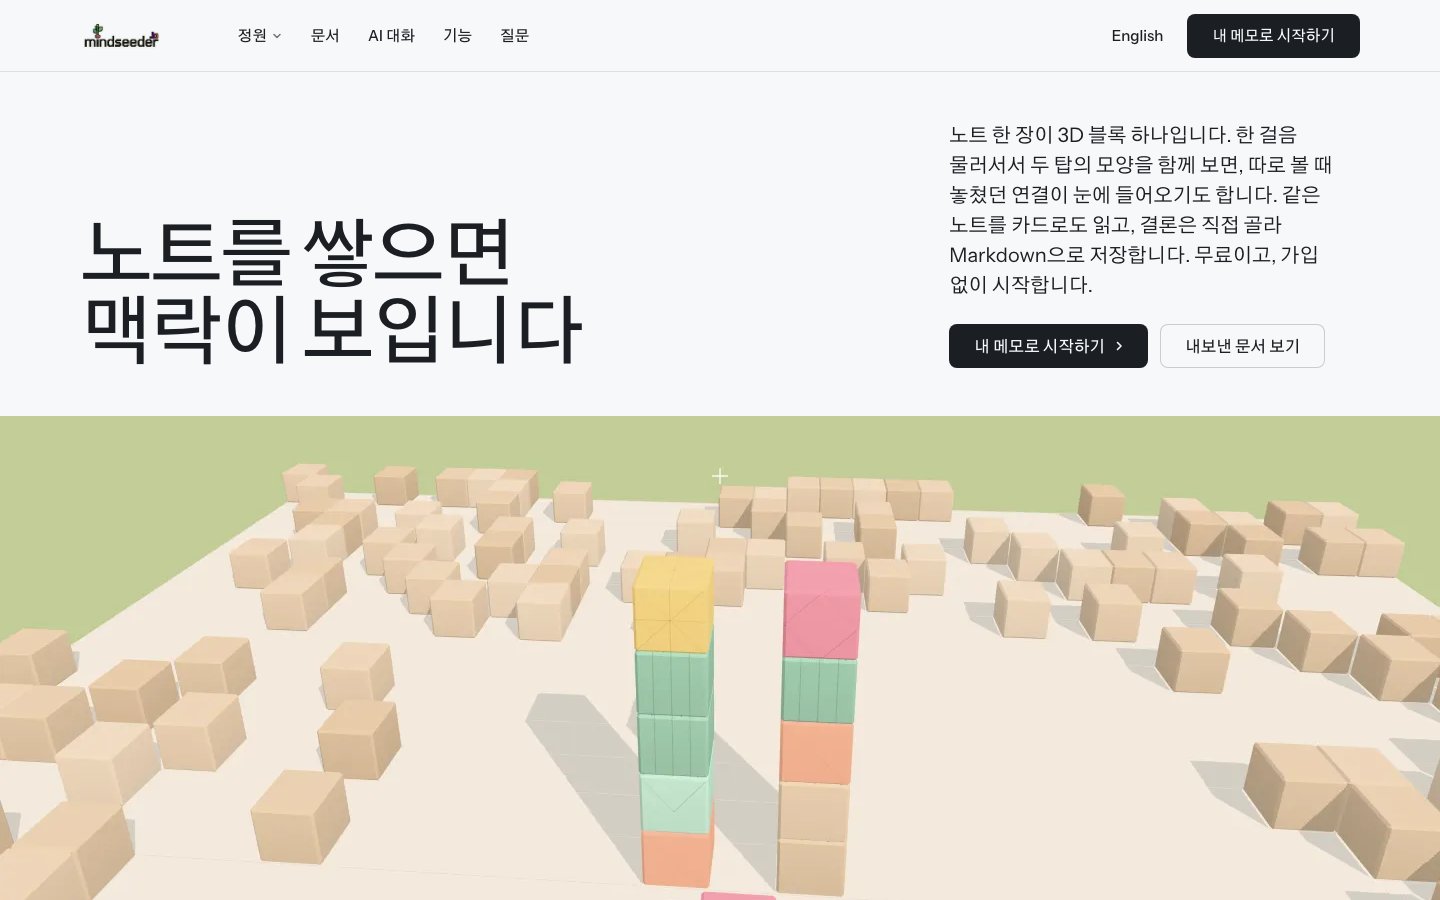 mindseeder
정원
문서
AI 대화
기능
질문
English
내 메모로 시작하기
노트를 쌓으면
맥락이 보입니다
노트 한 장이 3D 블록 하나입니다. 한 걸음
물러서서 두 탑의 모양을 함께 보면, 따로 볼 때
놓쳤던 연결이 눈에 들어오기도 합니다. 같은
노트를 카드로도 읽고, 결론은 직접 골라
Markdown으로 저장합니다. 무료이고, 가입
없이 시작합니다.
내 메모로 시작하기
내보낸 문서 보기